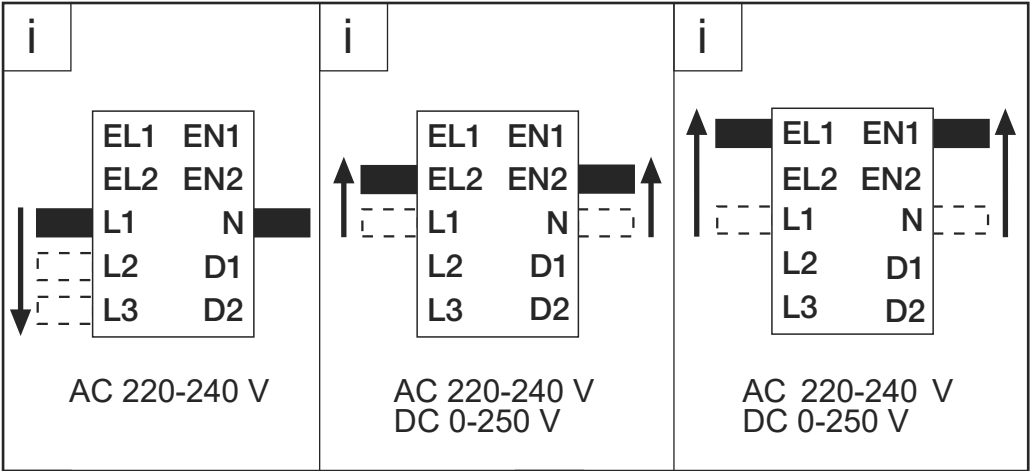 i
EL1 EN1
EL2 EN2
L1 N
L2 D1
L3 D2
AC 220-240 V
i
EL1 EN1
EL2 EN2
L1 N
L2 D1
L3 D2
AC 220-240 V
DC 0-250 V
i
EL1 EN1
EL2 EN2
L1 N
L2 D1
L3 D2
AC 220-240 V
DC 0-250 V